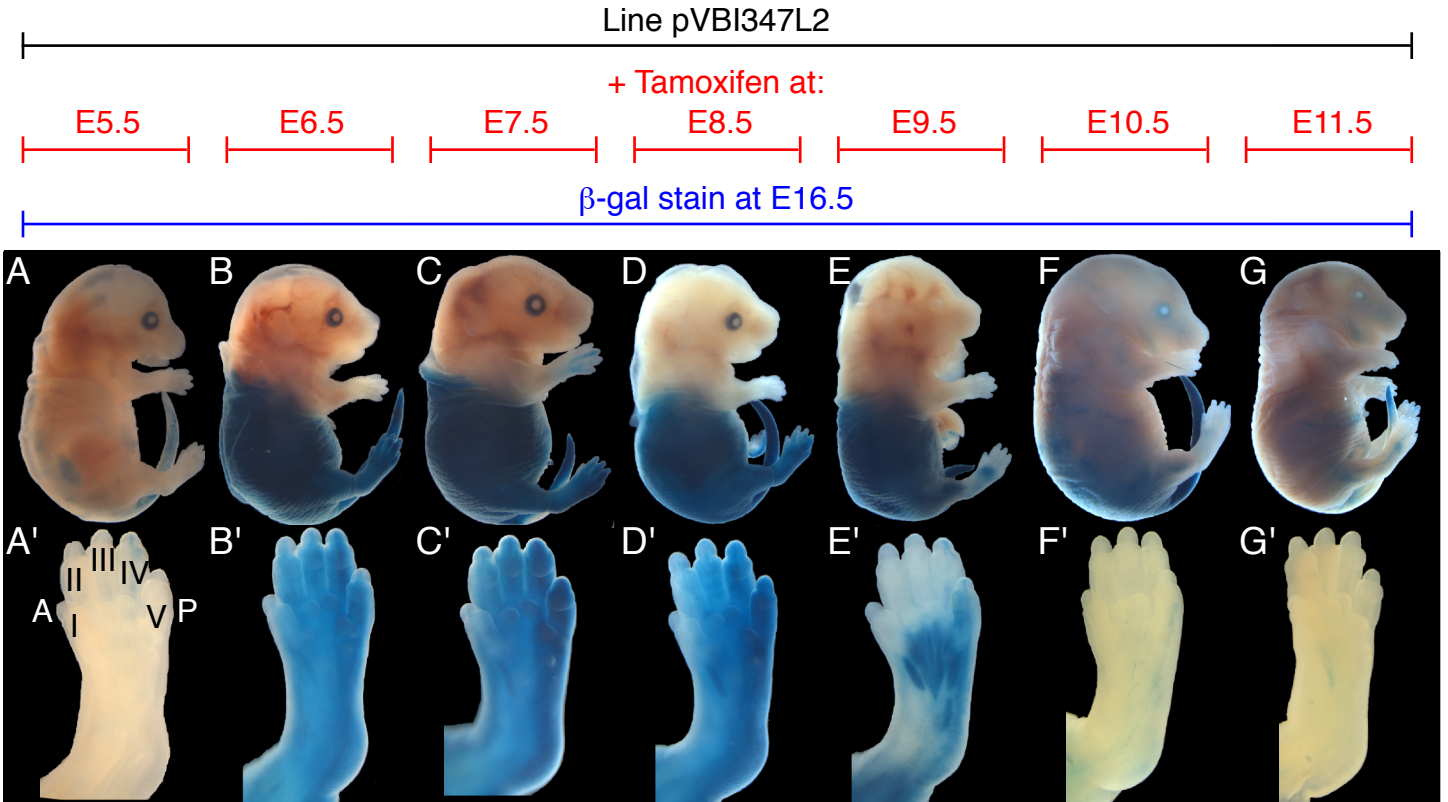 Line pVBI347L2
+ Tamoxifen at:
E5.5 E6.5 E7.5 E8.5 E9.5 E10.5 E11.5
β-gal stain at E16.5
A B C D E F G
A' B' C' D' E' F' G'
III IV
II
A I V P